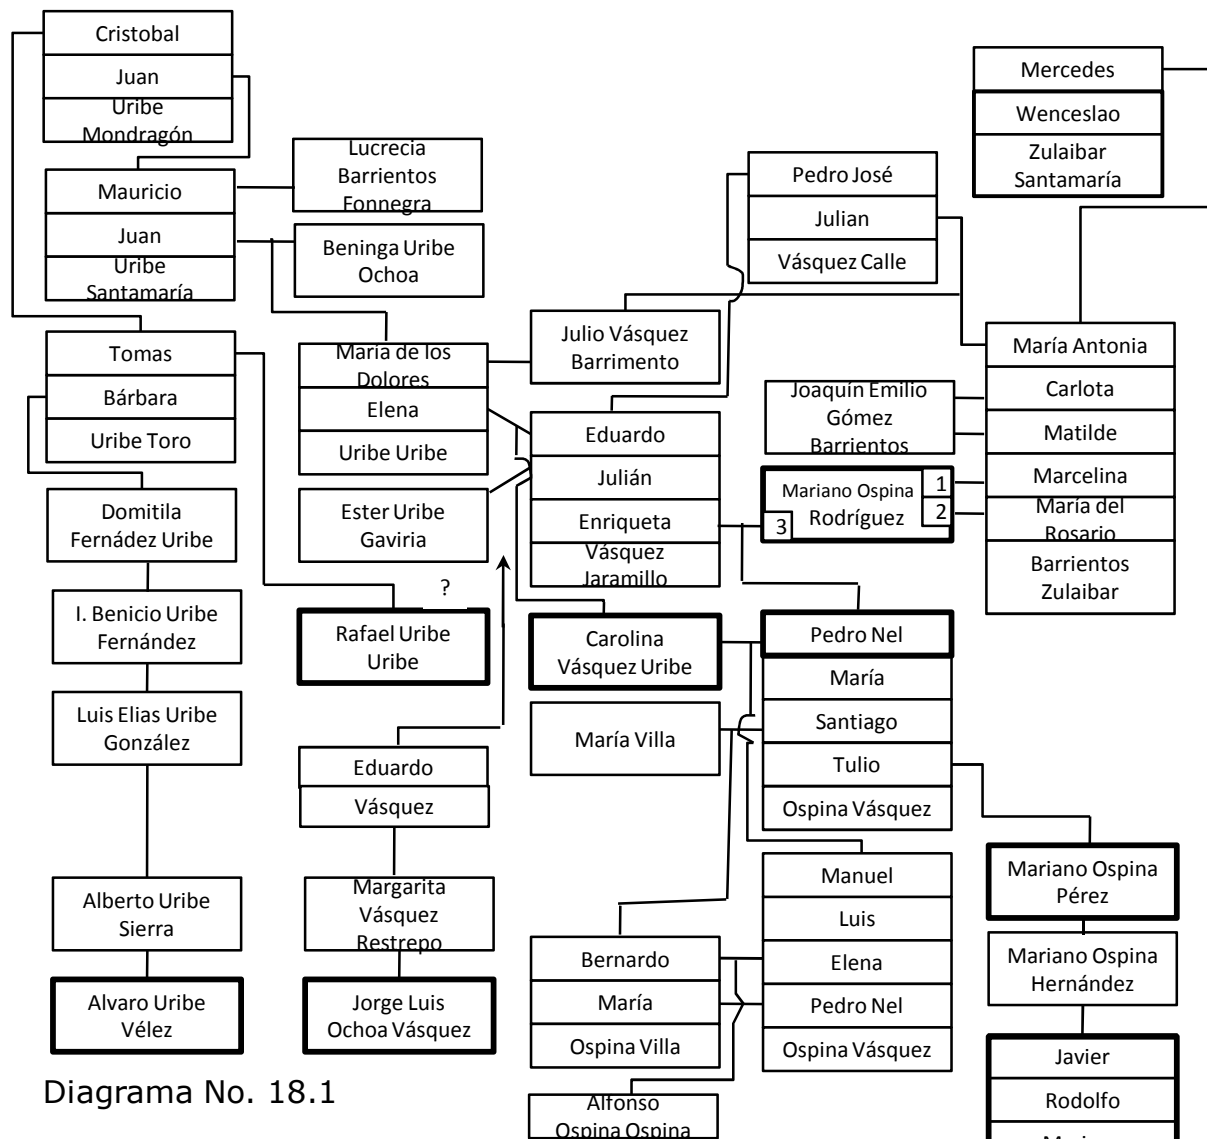 Cristobal
Juan
Uribe
Mondragón
Mauricio
Juan
Uribe
Santamaría
Lucrecia
Barrientos
Fonnegra
Beninga Uribe
Ochoa
Mercedes
Wenceslao
Zulaibar
Santamaría
Pedro José
Julian
Vásquez Calle
Tomas
Bárbara
Uribe Toro
María de los
Dolores
Elena
Uribe Uribe
Julio Vásquez
Barrimento
María Antonia
Carlota
Matilde
Marcelina
María del
Rosario
Barrientos
Zulaibar
Joaquín Emilio
Gómez
Barrientos
Eduardo
Julián
Enriqueta
Vásquez
Jaramillo
Mariano Ospina
Rodríguez
1
2
3
Domitila
Fernádez Uribe
Ester Uribe
Gaviria
I. Benicio Uribe
Fernández
?
Rafael Uribe
Uribe
Carolina
Vásquez Uribe
Pedro Nel
María
Santiago
Tulio
Ospina Vásquez
Luis Elias Uribe
González
María Villa
Eduardo
Vásquez
Alberto Uribe
Sierra
Margarita
Vásquez
Restrepo
Manuel
Luis
Elena
Pedro Nel
Ospina Vásquez
Mariano Ospina
Pérez
Bernardo
María
Ospina Villa
Mariano Ospina
Hernández
Alvaro Uribe
Vélez
Jorge Luis
Ochoa Vásquez
Javier
Rodolfo
Alfonso
Ospina Ospina
Diagrama No. 18.1